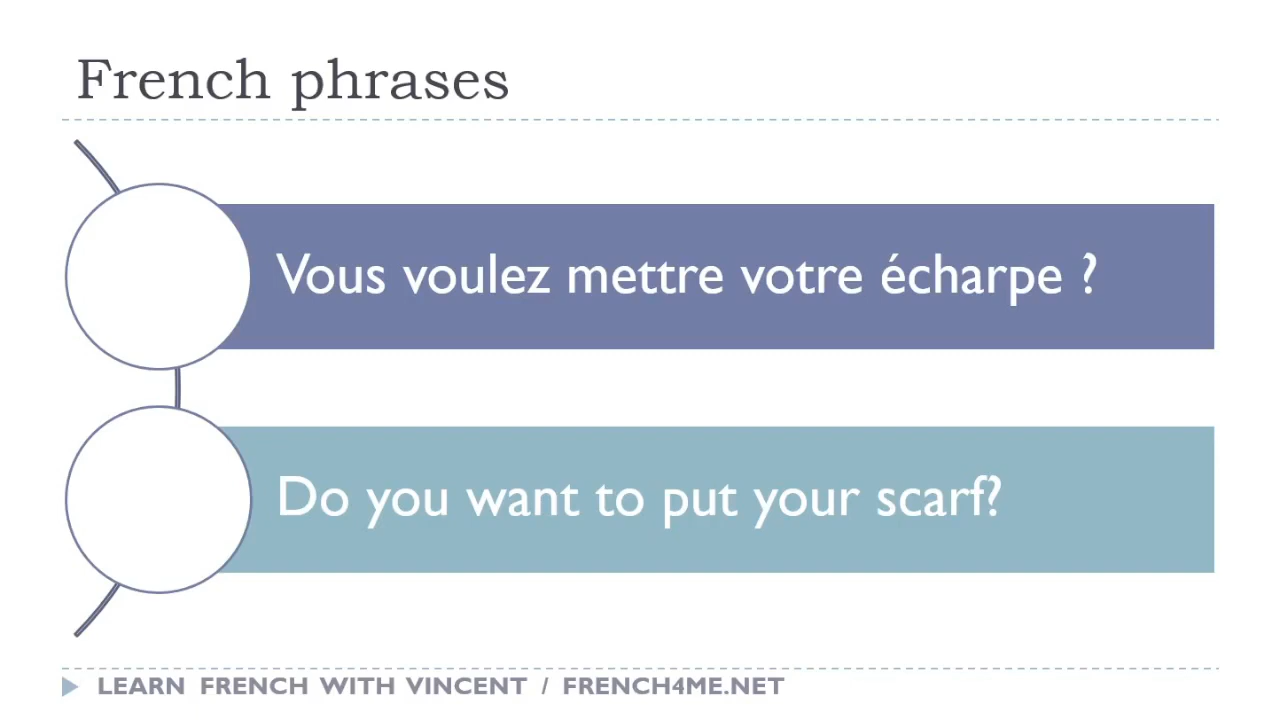 French phrases
Vous voulez mettre votre écharpe ?
Do you want to put your scarf?
LEARN FRENCH WITH VINCENT / FRENCH4ME.NET